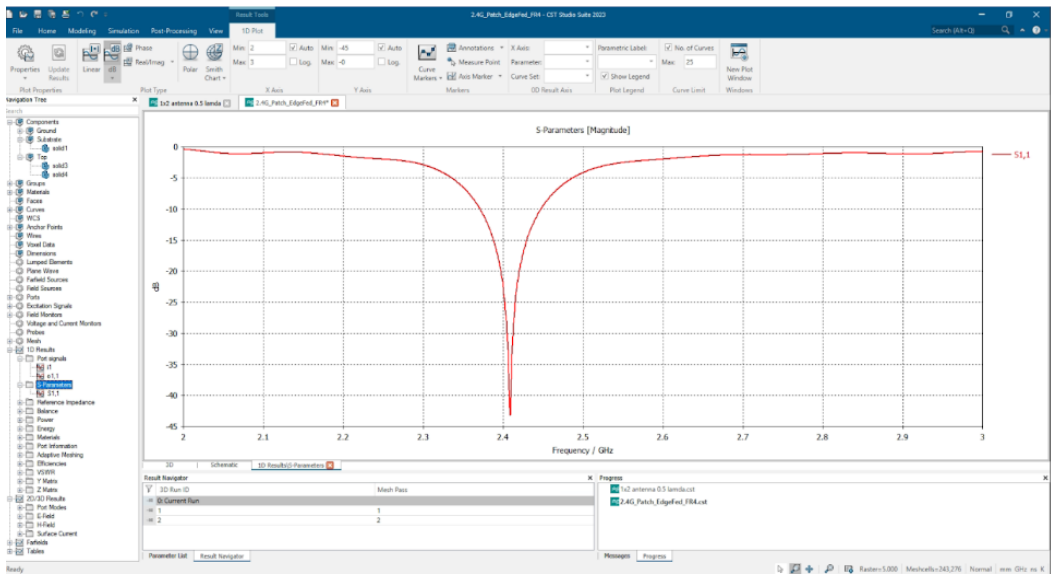 Result Tools
2.4G_Patch_EdgeFed_FR4 - CST Studio Suite 2023
File Home Modeling Simulation Post-Processing View 1D Plot
Search (Alt+Q)
Properties
Update Results
Linear
dB
Phase
Real/Imag
Polar
Smith Chart
Min: 2
Auto
Min: -45
Auto
Max: 3
Log.
Max: -0
Log.
Curve Markers
Annotations
Measure Point
Axis Marker
X Axis:
Parameter:
Curve Set:
Parametric Label:
Show Legend
No. of Curves
Max: 25
New Plot Window
Plot Properties
Plot Type
X Axis
Y Axis
Markers
0D Result Axis
Plot Legend
Curve Limit
Windows
Navigation Tree
1x2 antenna 0.5 lamda
2.4G_Patch_EdgeFed_FR4*
Search
Components
Ground
Substrate
solid1
Top
solid3
solid4
Groups
Materials
Faces
Curves
WCS
Anchor Points
Wires
Voxel Data
Dimensions
Lumped Elements
Plane Wave
Farfield Sources
Field Sources
Ports
Excitation Signals
Field Monitors
Voltage and Current Monitors
Probes
Mesh
1D Results
Port signals
i1
o1,1
S-Parameters
S1,1
Reference Impedance
Balance
Power
Energy
Materials
Port Information
Adaptive Meshing
Efficiencies
VSWR
Y Matrix
Z Matrix
2D/3D Results
Port Modes
E-Field
H-Field
Surface Current
Farfields
Tables
S-Parameters [Magnitude]
0
-5
-10
-15
-20
-25
-30
-35
-40
-45
dB
2 2.1 2.2 2.3 2.4 2.5 2.6 2.7 2.8 2.9 3
Frequency / GHz
S1,1
3D Schematic 1D Results\S-Parameters
Result Navigator
3D Run ID Mesh Pass
0: Current Run
1 1
2 2
Parameter List Result Navigator
Progress
1x2 antenna 0.5 lamda.cst
2.4G_Patch_EdgeFed_FR4.cst
Messages Progress
Ready
Raster=5.000 Meshcells=243,276 Normal mm GHz ns K